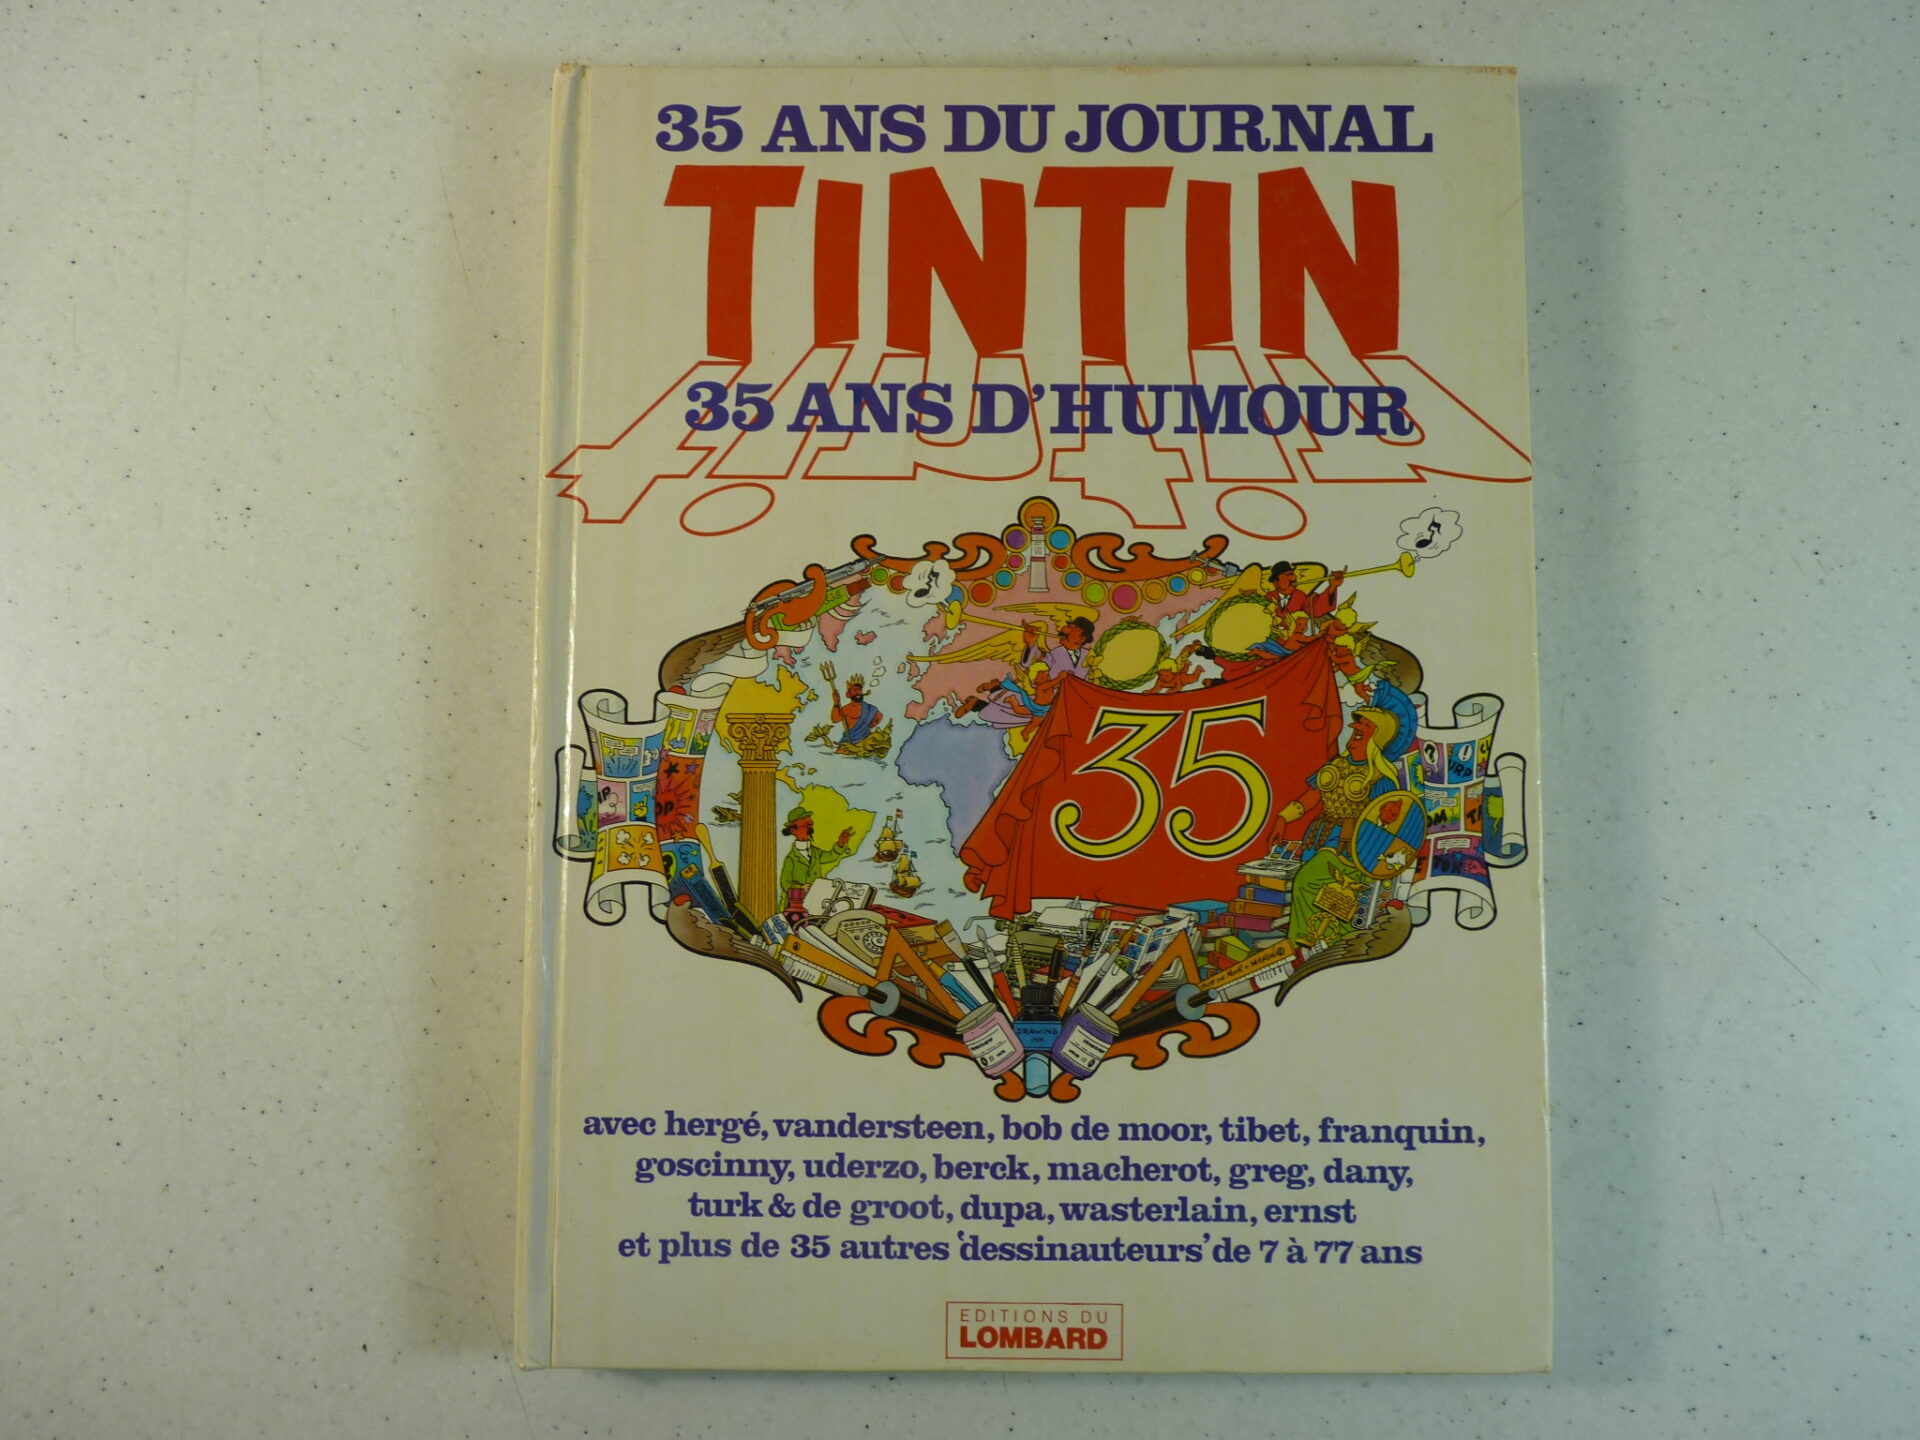 35 ANS DU JOURNAL
TINTIN
35 ANS D'HUMOUR
35
DRAWING
INK
avec hergé, vandersteen, bob de moor, tibet, franquin,
goscinny, uderzo, berck, macherot, greg, dany,
turk & de groot, dupa, wasterlain, ernst
et plus de 35 autres 'dessinauteurs' de 7 à 77 ans
EDITIONS DU
LOMBARD